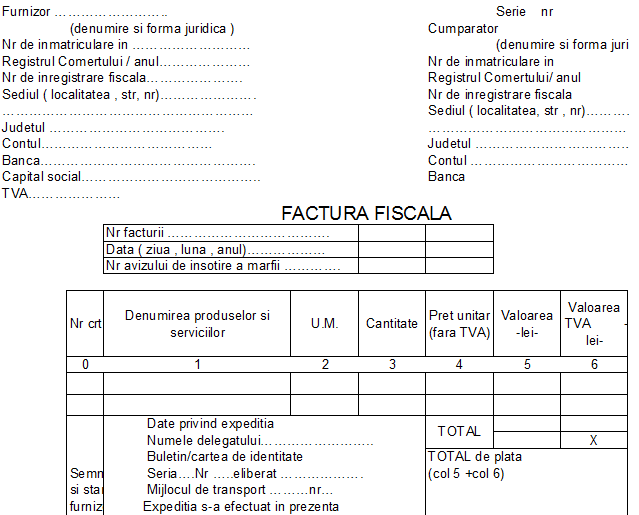 Furnizor ……………………..
(denumire si forma juridica )
Nr de inmatriculare in ………………………
Registrul Comertului / anul…………………
Nr de inregistrare fiscala………………….
Sediul ( localitatea , str, nr)………………….
…………………………………………………
Judetul ………………………………….
Contul…………………………………
Banca………………………………………….
Capital social…………………………………..
TVA…………………
Serie nr
Cumparator
(denumire si forma juri
Nr de inmatriculare in
Registrul Comertului/ anul
Nr de inregistrare fiscala
Sediul ( localitatea, str , nr)………
………………………………………
Judetul ……………………………
Contul ………………………………
Banca
FACTURA FISCALA
Nr facturii ……………………………….
Data ( ziua , luna , anul)………………
Nr avizului de insotire a marfii ………….
Nr crt
Denumirea produselor si
serviciilor
U.M.
Cantitate
Pret unitar
(fara TVA)
Valoarea
-lei-
Valoarea
TVA -
lei-
0 1 2 3 4 5 6
Date privind expeditia
Numele delegatului……………………..
Buletin/cartea de identitate
Seria….Nr …..eliberat ……………….
Mijlocul de transport ………nr…
Expeditia s-a efectuat in prezenta
Semn
si star
furniz
TOTAL
X
TOTAL de plata
(col 5 +col 6)